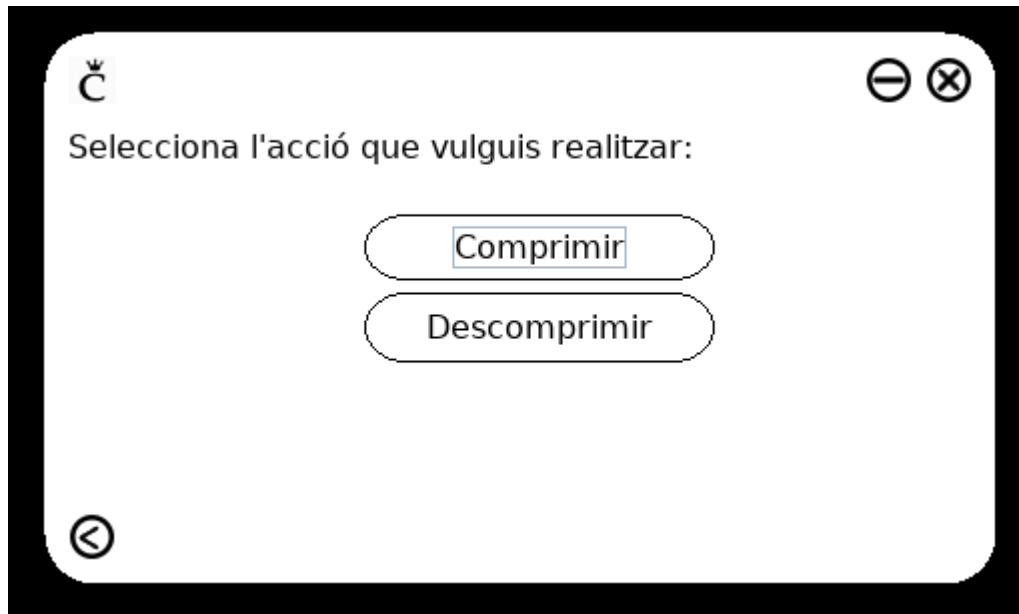 Č
Selecciona l'acció que vulguis realitzar:
Comprimir
Descomprimir